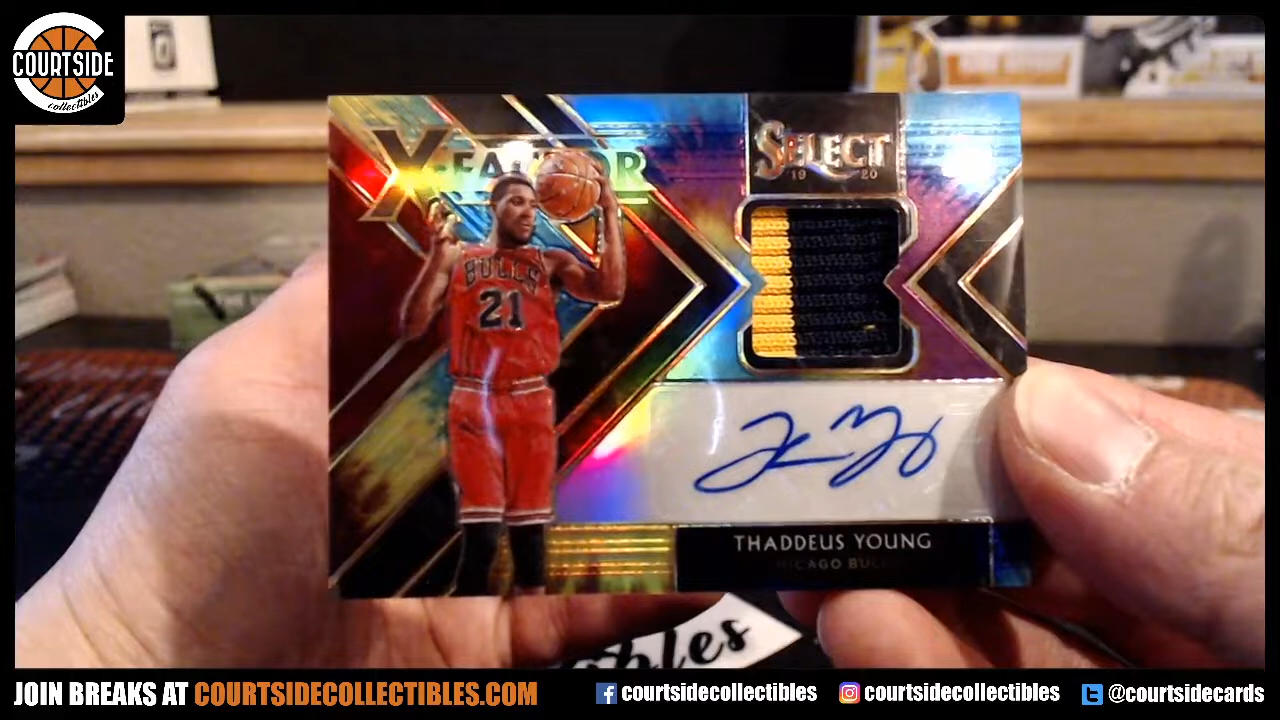 COURTSIDE
collectibles
X-FACTOR
SELECT
19 20
BULLS
21
THADDEUS YOUNG
CHICAGO BULLS
JOIN BREAKS AT COURTSIDECOLLECTIBLES.COM
courtsidecollectibles
courtsidecollectibles
@courtsidecards